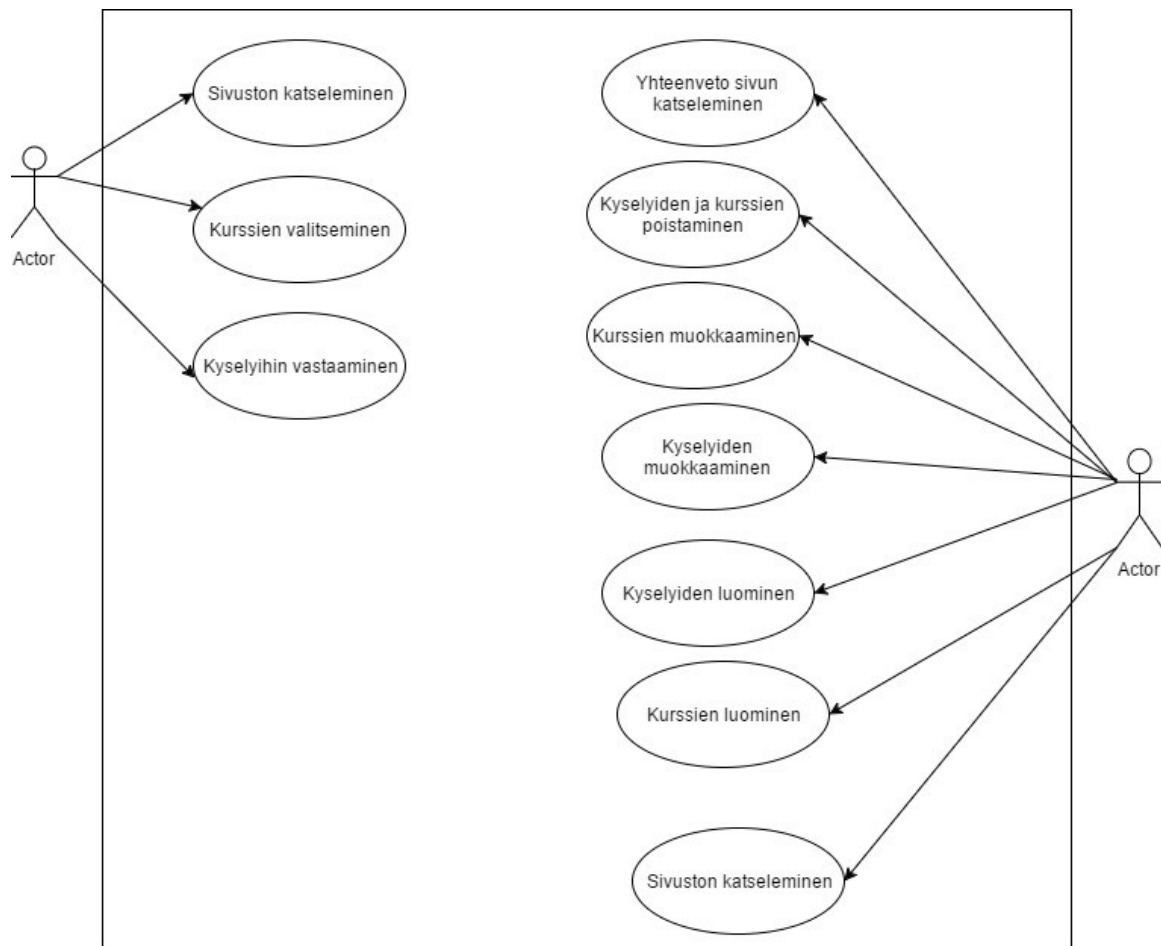 Sivuston katseleminen
Kurssien valitseminen
Kyselyihin vastaaminen
Actor
Yhteenveto sivun
katseleminen
Kyselyiden ja kurssien
poistaminen
Kurssien muokkaaminen
Kyselyiden
muokkaaminen
Kyselyiden luominen
Kurssien luominen
Sivuston katseleminen
Actor